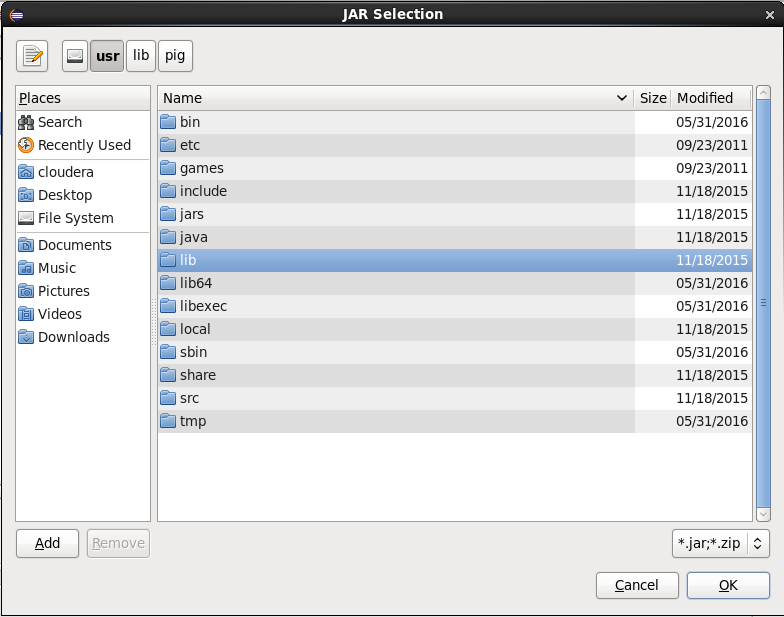 JAR Selection
usr lib pig
Places
Search
Recently Used
cloudera
Desktop
File System
Documents
Music
Pictures
Videos
Downloads
Name Size Modified
bin 05/31/2016
etc 09/23/2011
games 09/23/2011
include 11/18/2015
jars 11/18/2015
java 11/18/2015
lib 11/18/2015
lib64 05/31/2016
libexec 05/31/2016
local 11/18/2015
sbin 05/31/2016
share 11/18/2015
src 11/18/2015
tmp 05/31/2016
Add Remove *.jar;*.zip
Cancel OK